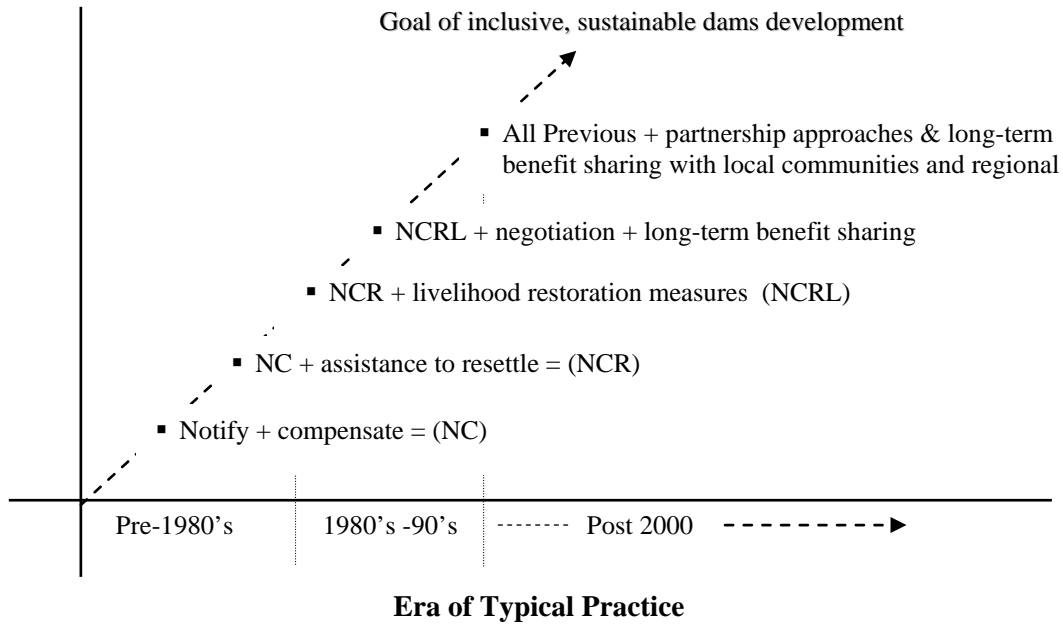 Goal of inclusive, sustainable dams development
▪ All Previous + partnership approaches & long-term
benefit sharing with local communities and regional
▪ NCRL + negotiation + long-term benefit sharing
▪ NCR + livelihood restoration measures (NCRL)
▪ NC + assistance to resettle = (NCR)
▪ Notify + compensate = (NC)
Pre-1980's 1980's -90's Post 2000
Era of Typical Practice